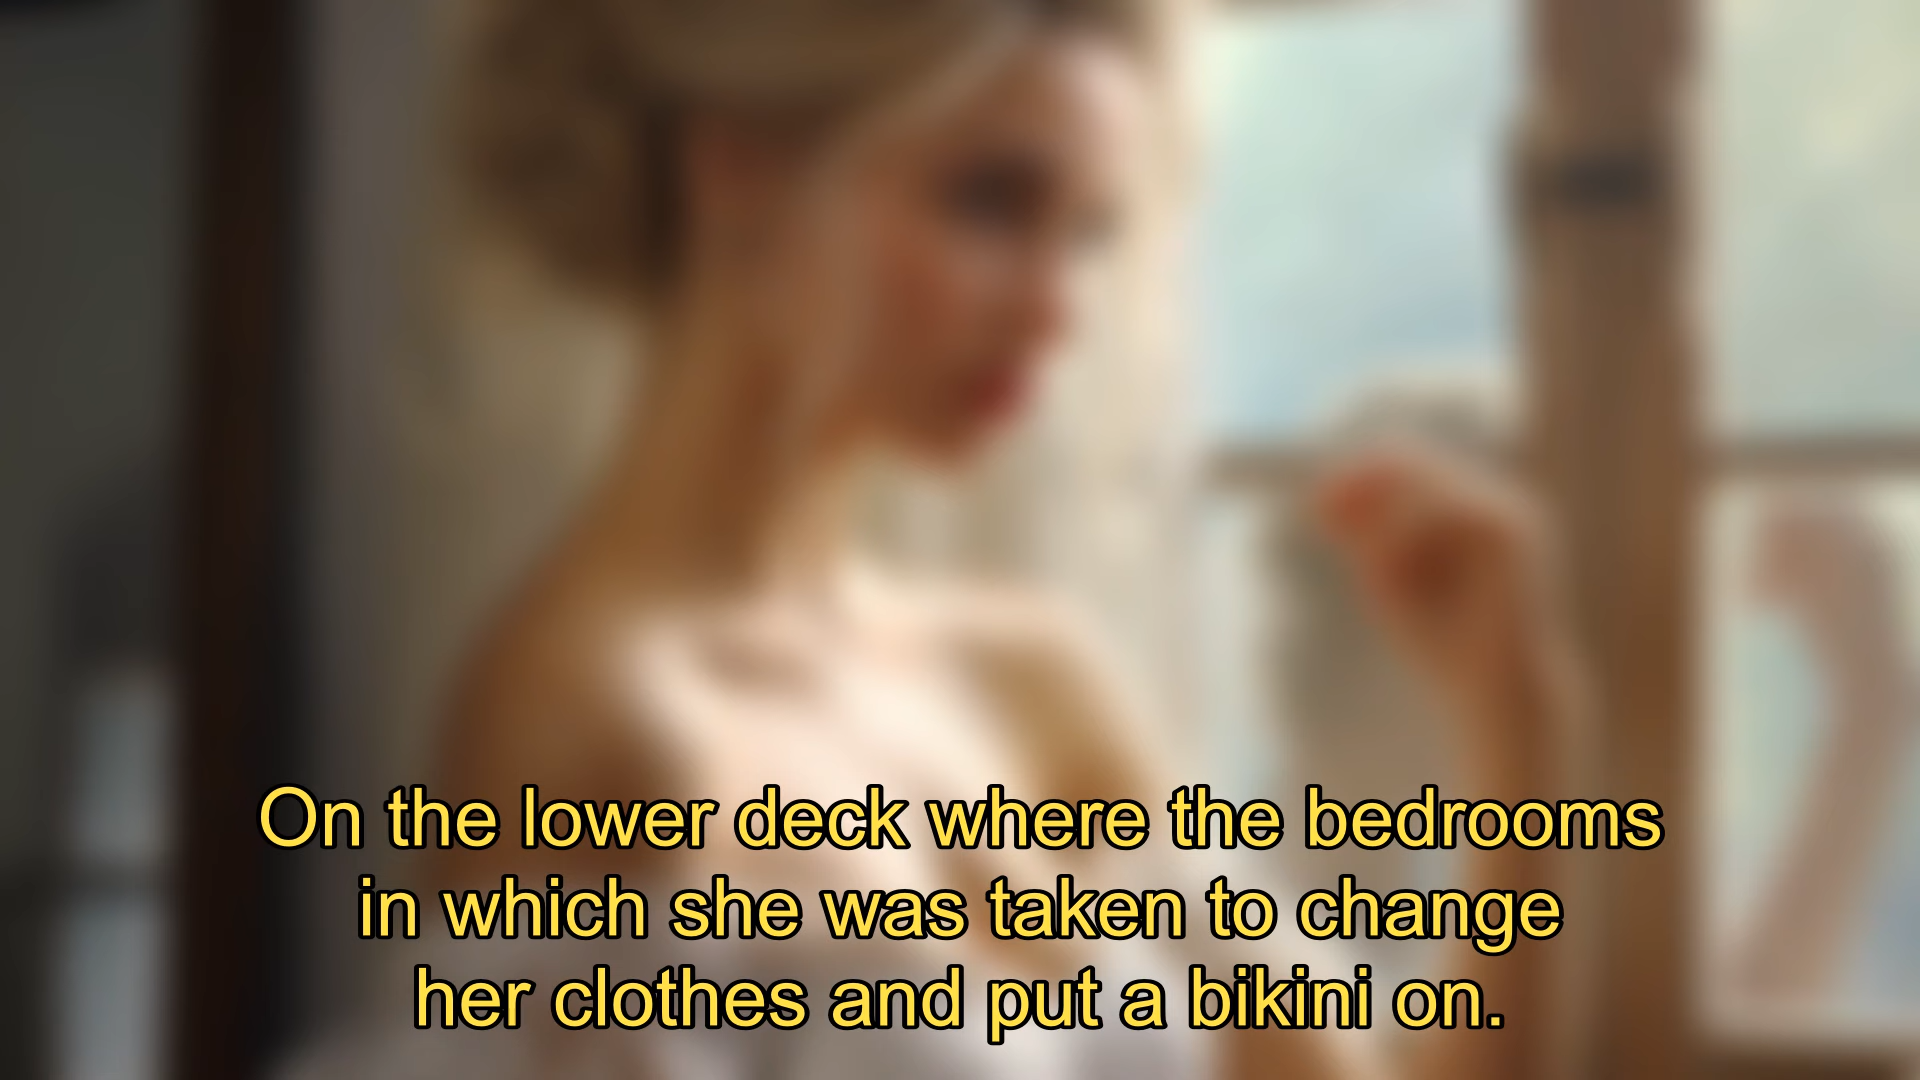 On the lower deck where the bedrooms
in which she was taken to change
her clothes and put a bikini on.